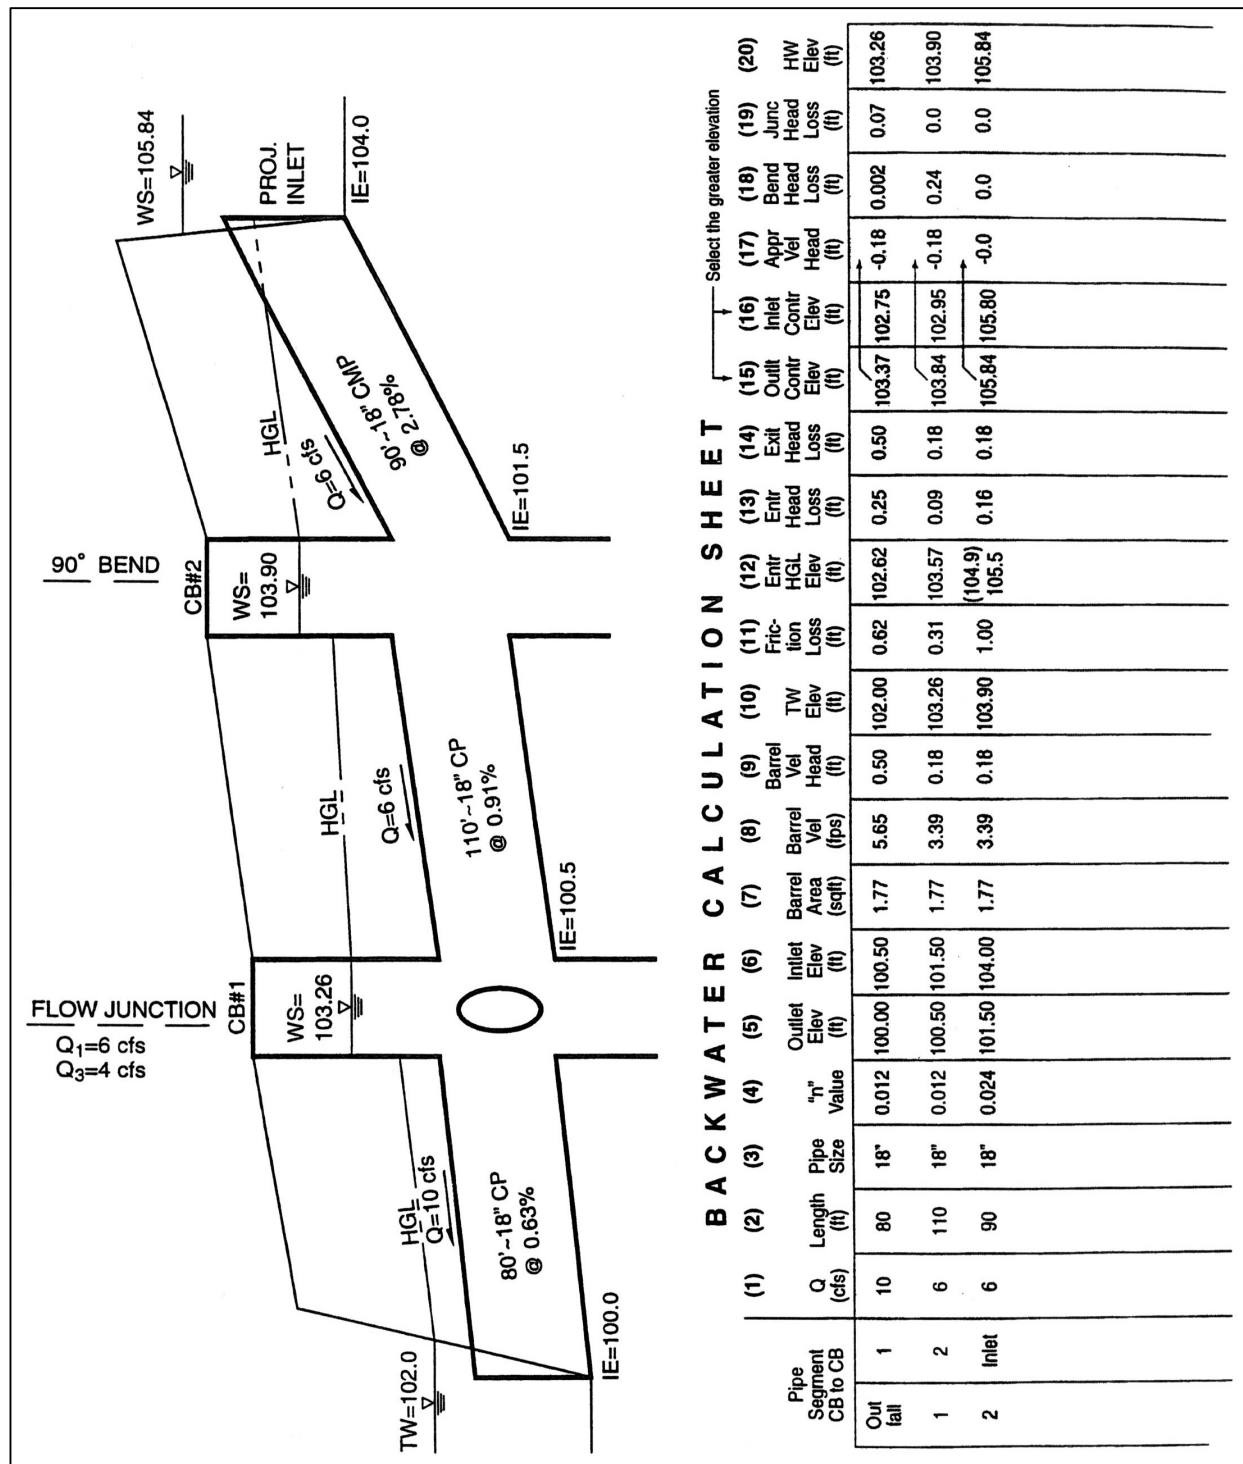 FLOW JUNCTION
Q1=6 cfs
Q3=4 cfs
90° BEND
CB#1
CB#2
WS=
103.26
WS=
103.90
WS=105.84
PROJ.
INLET
IE=104.0
TW=102.0
HGL
Q=10 cfs
80'~18" CP
@ 0.63%
IE=100.0
HGL
Q=6 cfs
110'~18" CP
@ 0.91%
IE=100.5
HGL
Q=6 cfs
90'~18" CMP
@ 2.78%
IE=101.5
BACKWATER CALCULATION SHEET
Select the greater elevation
(1) (2) (3) (4) (5) (6) (7) (8) (9) (10) (11) (12) (13) (14) (15) (16) (17) (18) (19) (20)
Pipe Barrel Fric- Entr Entr Exit Outlt Inlet Appr Bend Junc
Segment Q Length Pipe "n" Outlet Intlet Barrel Barrel Vel TW tion HGL Head Head Contr Contr Vel Head Head HW
CB to CB (cfs) (ft) Size Value Elev Elev Area Vel Head Elev Loss Elev Loss Loss Elev Elev Head Loss Loss Elev
(ft) (ft) (sqft) (fps) (ft) (ft) (ft) (ft) (ft) (ft) (ft) (ft) (ft) (ft) (ft) (ft)
Out
fall 1 10 80 18" 0.012 100.00 100.50 1.77 5.65 0.50 102.00 0.62 102.62 0.25 0.50 103.37 102.75 -0.18 0.002 0.07 103.26
1 2 6 110 18" 0.012 100.50 101.50 1.77 3.39 0.18 103.26 0.31 103.57 0.09 0.18 103.84 102.95 -0.18 0.24 0.0 103.90
2 Inlet 6 90 18" 0.024 101.50 104.00 1.77 3.39 0.18 103.90 1.00 (104.9) 105.5 0.16 0.18 105.84 105.80 -0.0 0.0 0.0 105.84